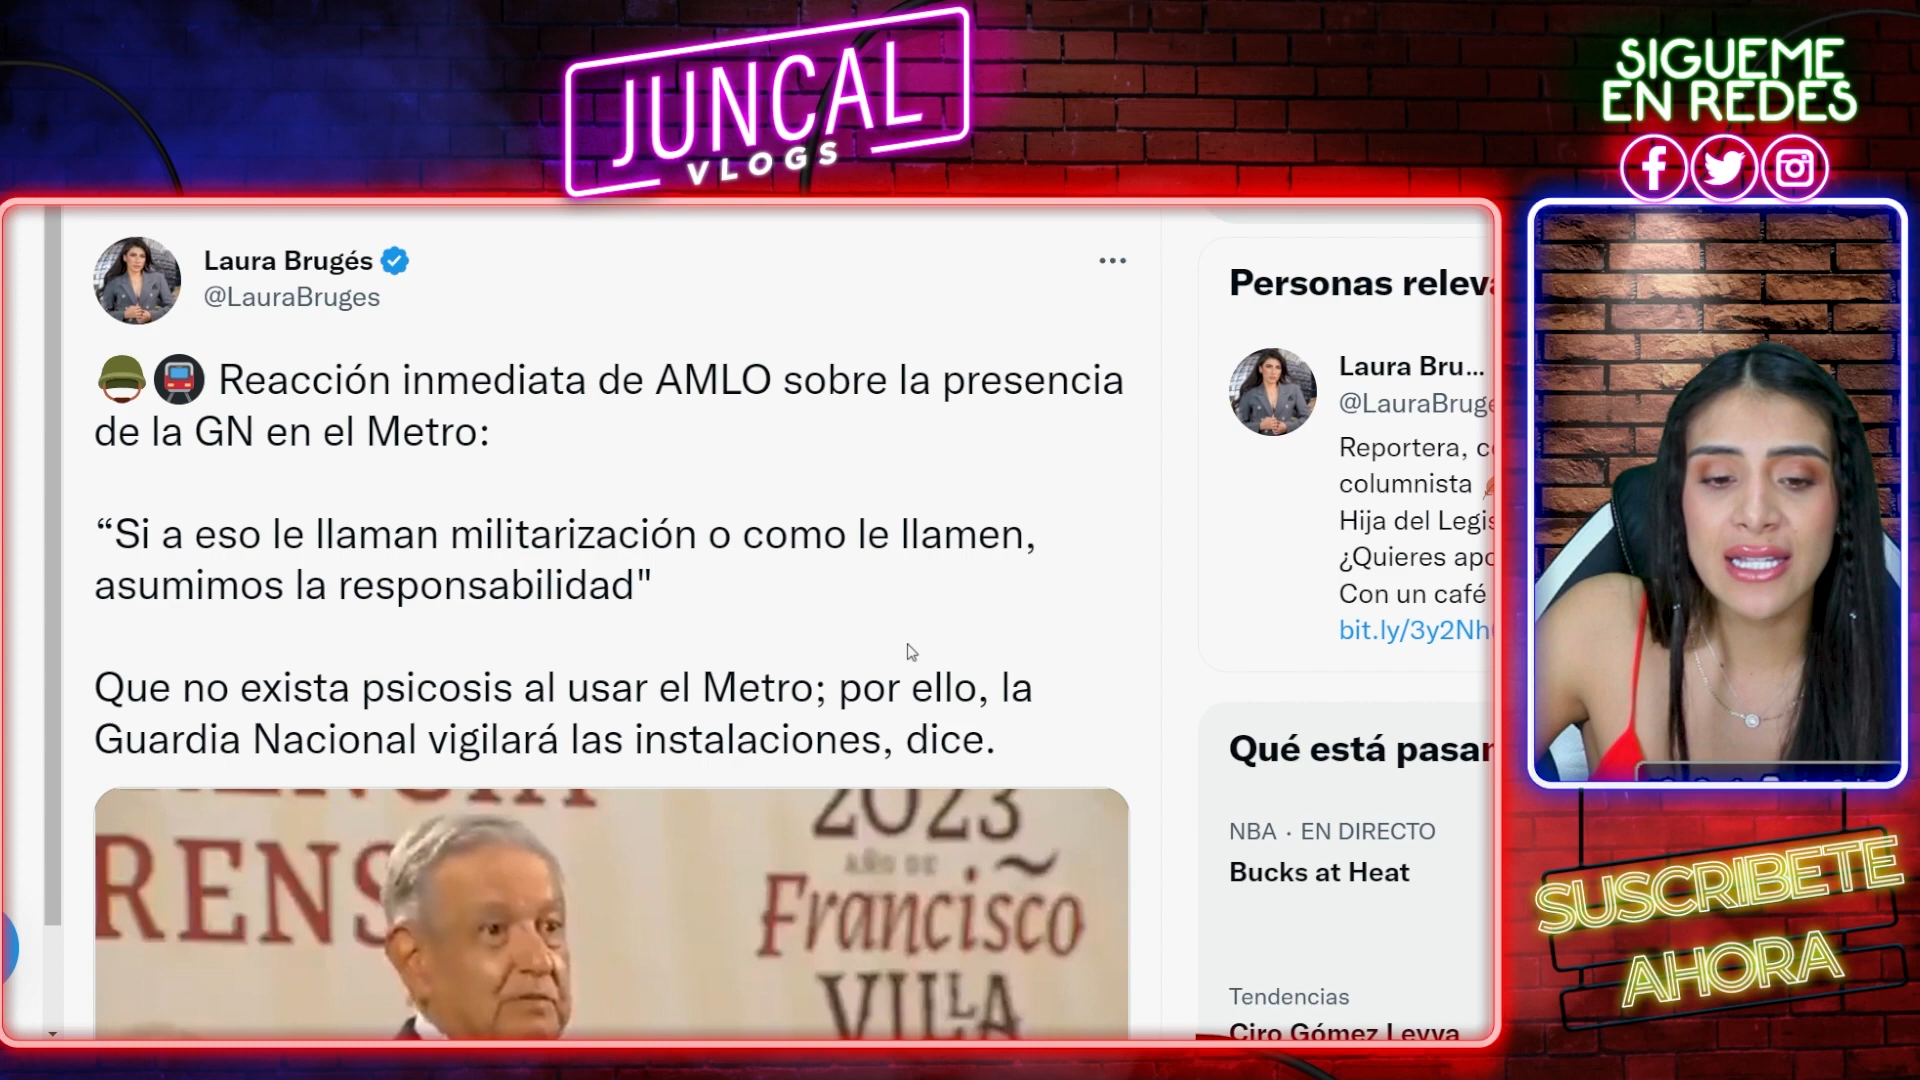 JUNCAL
VLOGS
SIGUEME
EN REDES
Laura Brugés
@LauraBruges
Reacción inmediata de AMLO sobre la presencia
de la GN en el Metro:
“Si a eso le llaman militarización o como le llamen,
asumimos la responsabilidad"
Que no exista psicosis al usar el Metro; por ello, la
Guardia Nacional vigilará las instalaciones, dice.
RENS
2023
AÑO DE
Francisco
VILLA
Personas
Laura Bru...
@LauraBruge
Reportera,
columnista
Hija del
¿Quieres
Con un café
bit.ly/3y2Nh
Qué está
NBA · EN DIRECTO
Bucks at Heat
Tendencias
Ciro Gómez Leyva
SUSCRIBETE
AHORA